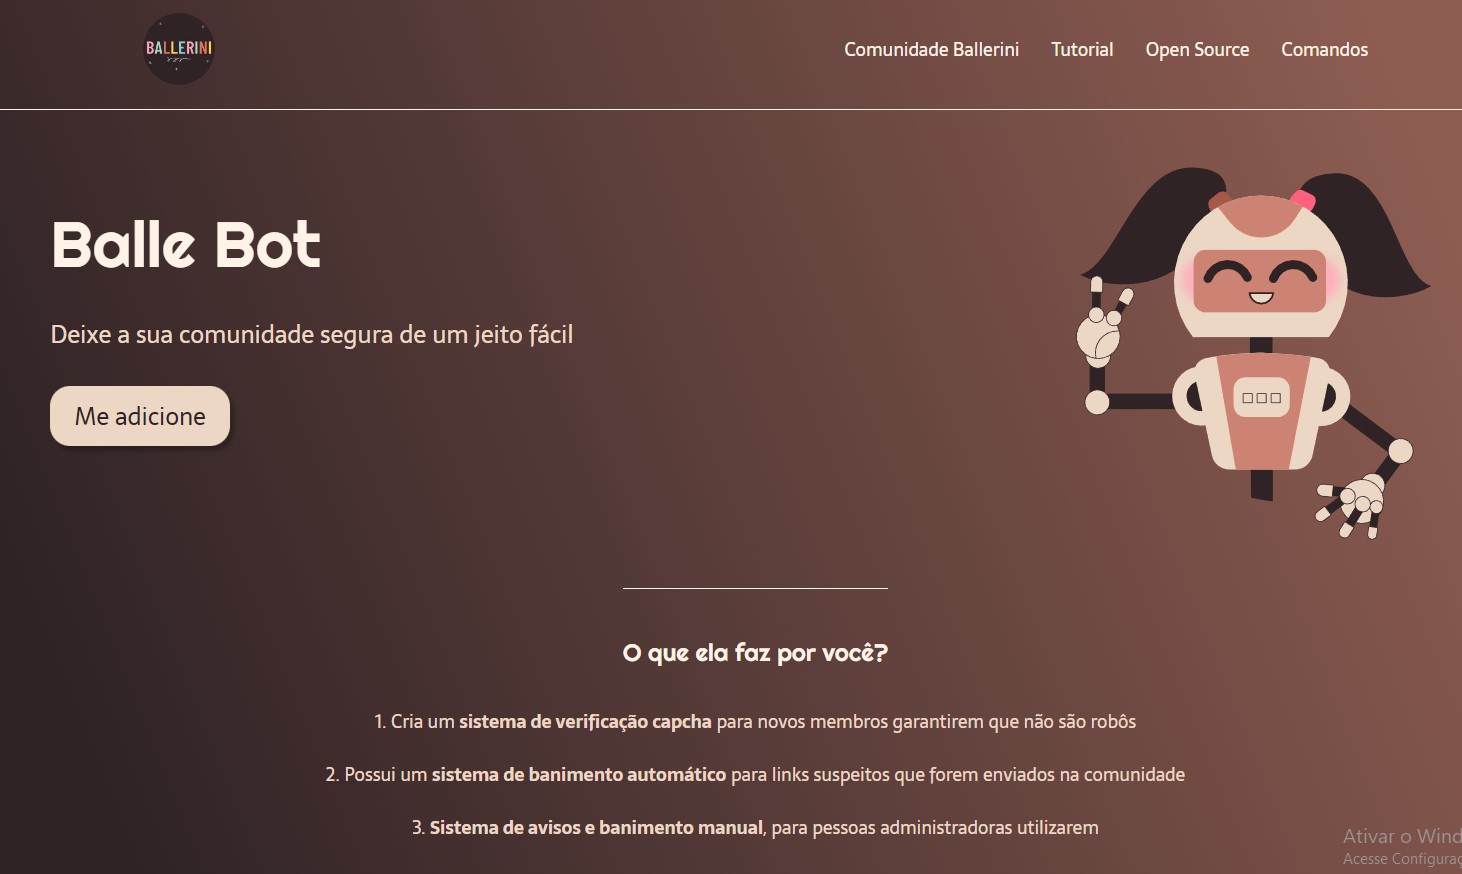 BALLERINI
Comunidade Ballerini Tutorial Open Source Comandos
Balle Bot
Deixe a sua comunidade segura de um jeito fácil
Me adicione
O que ela faz por você?
1. Cria um sistema de verificação capcha para novos membros garantirem que não são robôs
2. Possui um sistema de banimento automático para links suspeitos que forem enviados na comunidade
3. Sistema de avisos e banimento manual, para pessoas administradoras utilizarem
Ativar o Wind
Acesse Configuraç